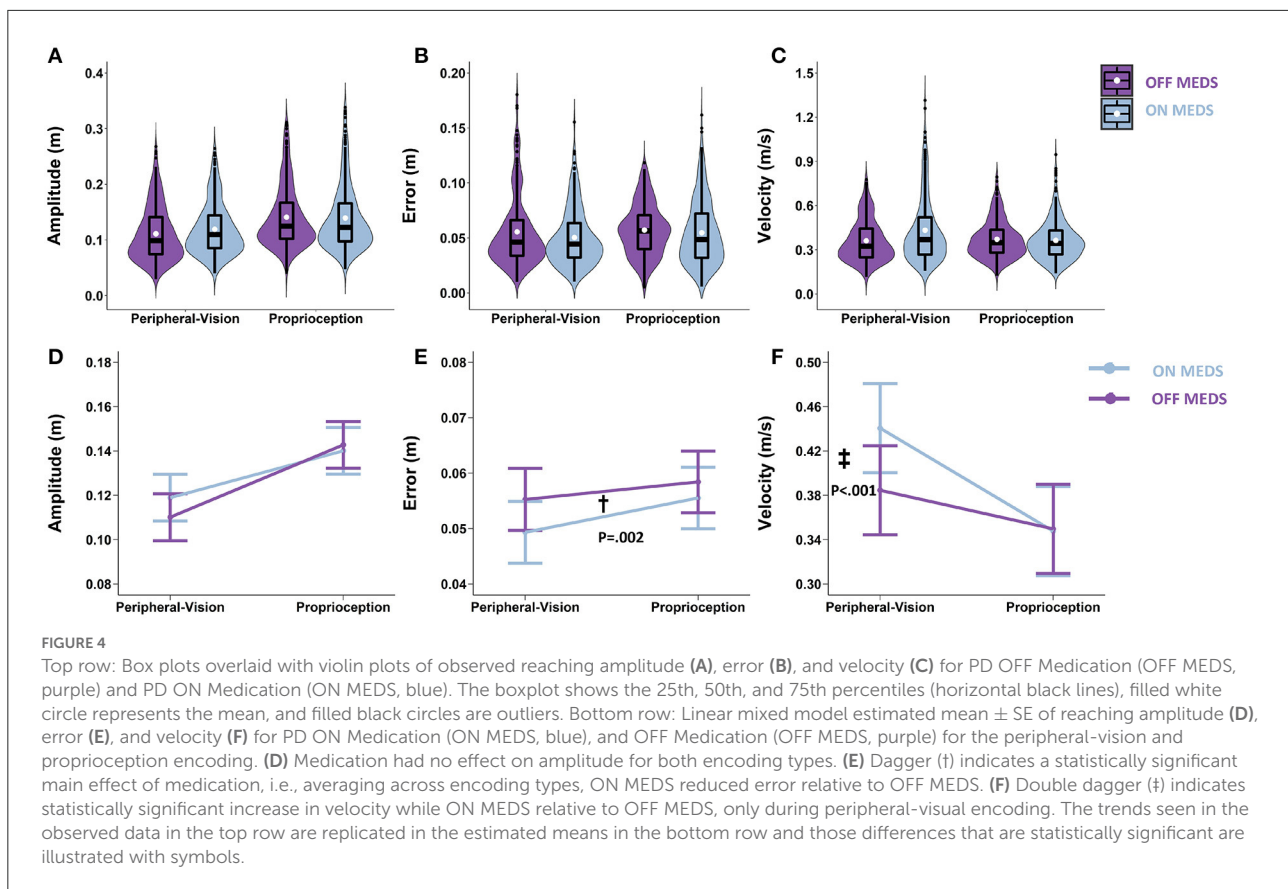 A
B
C
0.4
0.3
0.2
0.1
0.0
Amplitude (m)
Peripheral-Vision
Proprioception
0.20
0.15
0.10
0.05
0.00
Error (m)
Peripheral-Vision
Proprioception
1.5
1.2
0.9
0.6
0.3
0.0
Velocity (m/s)
Peripheral-Vision
Proprioception
OFF MEDS
ON MEDS
D
E
F
0.18
0.16
0.14
0.12
0.10
0.08
Amplitude (m)
Peripheral-Vision
Proprioception
0.08
0.07
0.06
0.05
0.04
Error (m)
†
P=.002
Peripheral-Vision
Proprioception
0.50
0.46
0.42
0.38
0.34
0.30
Velocity (m/s)
‡
P<.001
Peripheral-Vision
Proprioception
ON MEDS
OFF MEDS
FIGURE 4
Top row: Box plots overlaid with violin plots of observed reaching amplitude (A), error (B), and velocity (C) for PD OFF Medication (OFF MEDS,
purple) and PD ON Medication (ON MEDS, blue). The boxplot shows the 25th, 50th, and 75th percentiles (horizontal black lines), filled white
circle represents the mean, and filled black circles are outliers. Bottom row: Linear mixed model estimated mean ± SE of reaching amplitude (D),
error (E), and velocity (F) for PD ON Medication (ON MEDS, blue), and OFF Medication (OFF MEDS, purple) for the peripheral-vision and
proprioception encoding. (D) Medication had no effect on amplitude for both encoding types. (E) Dagger (†) indicates a statistically significant
main effect of medication, i.e., averaging across encoding types, ON MEDS reduced error relative to OFF MEDS. (F) Double dagger (‡) indicates
statistically significant increase in velocity while ON MEDS relative to OFF MEDS, only during peripheral-visual encoding. The trends seen in the
observed data in the top row are replicated in the estimated means in the bottom row and those differences that are statistically significant are
illustrated with symbols.